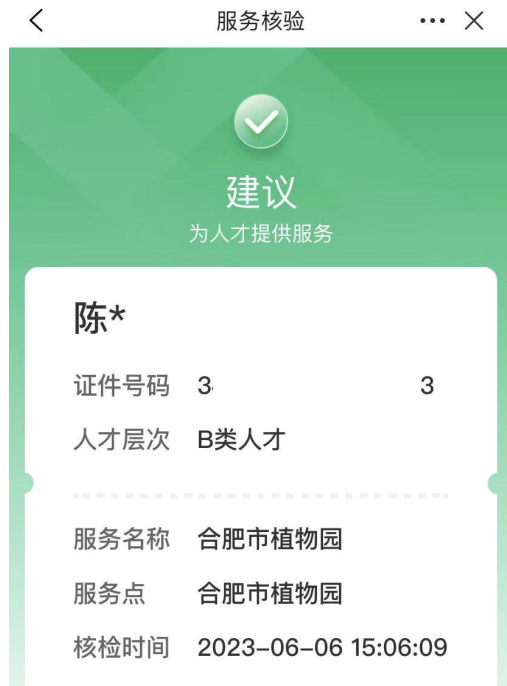 服务核验
建议
为人才提供服务
陈*
证件号码 3 3
人才层次 B类人才
服务名称 合肥市植物园
服务点 合肥市植物园
核检时间 2023-06-06 15:06:09